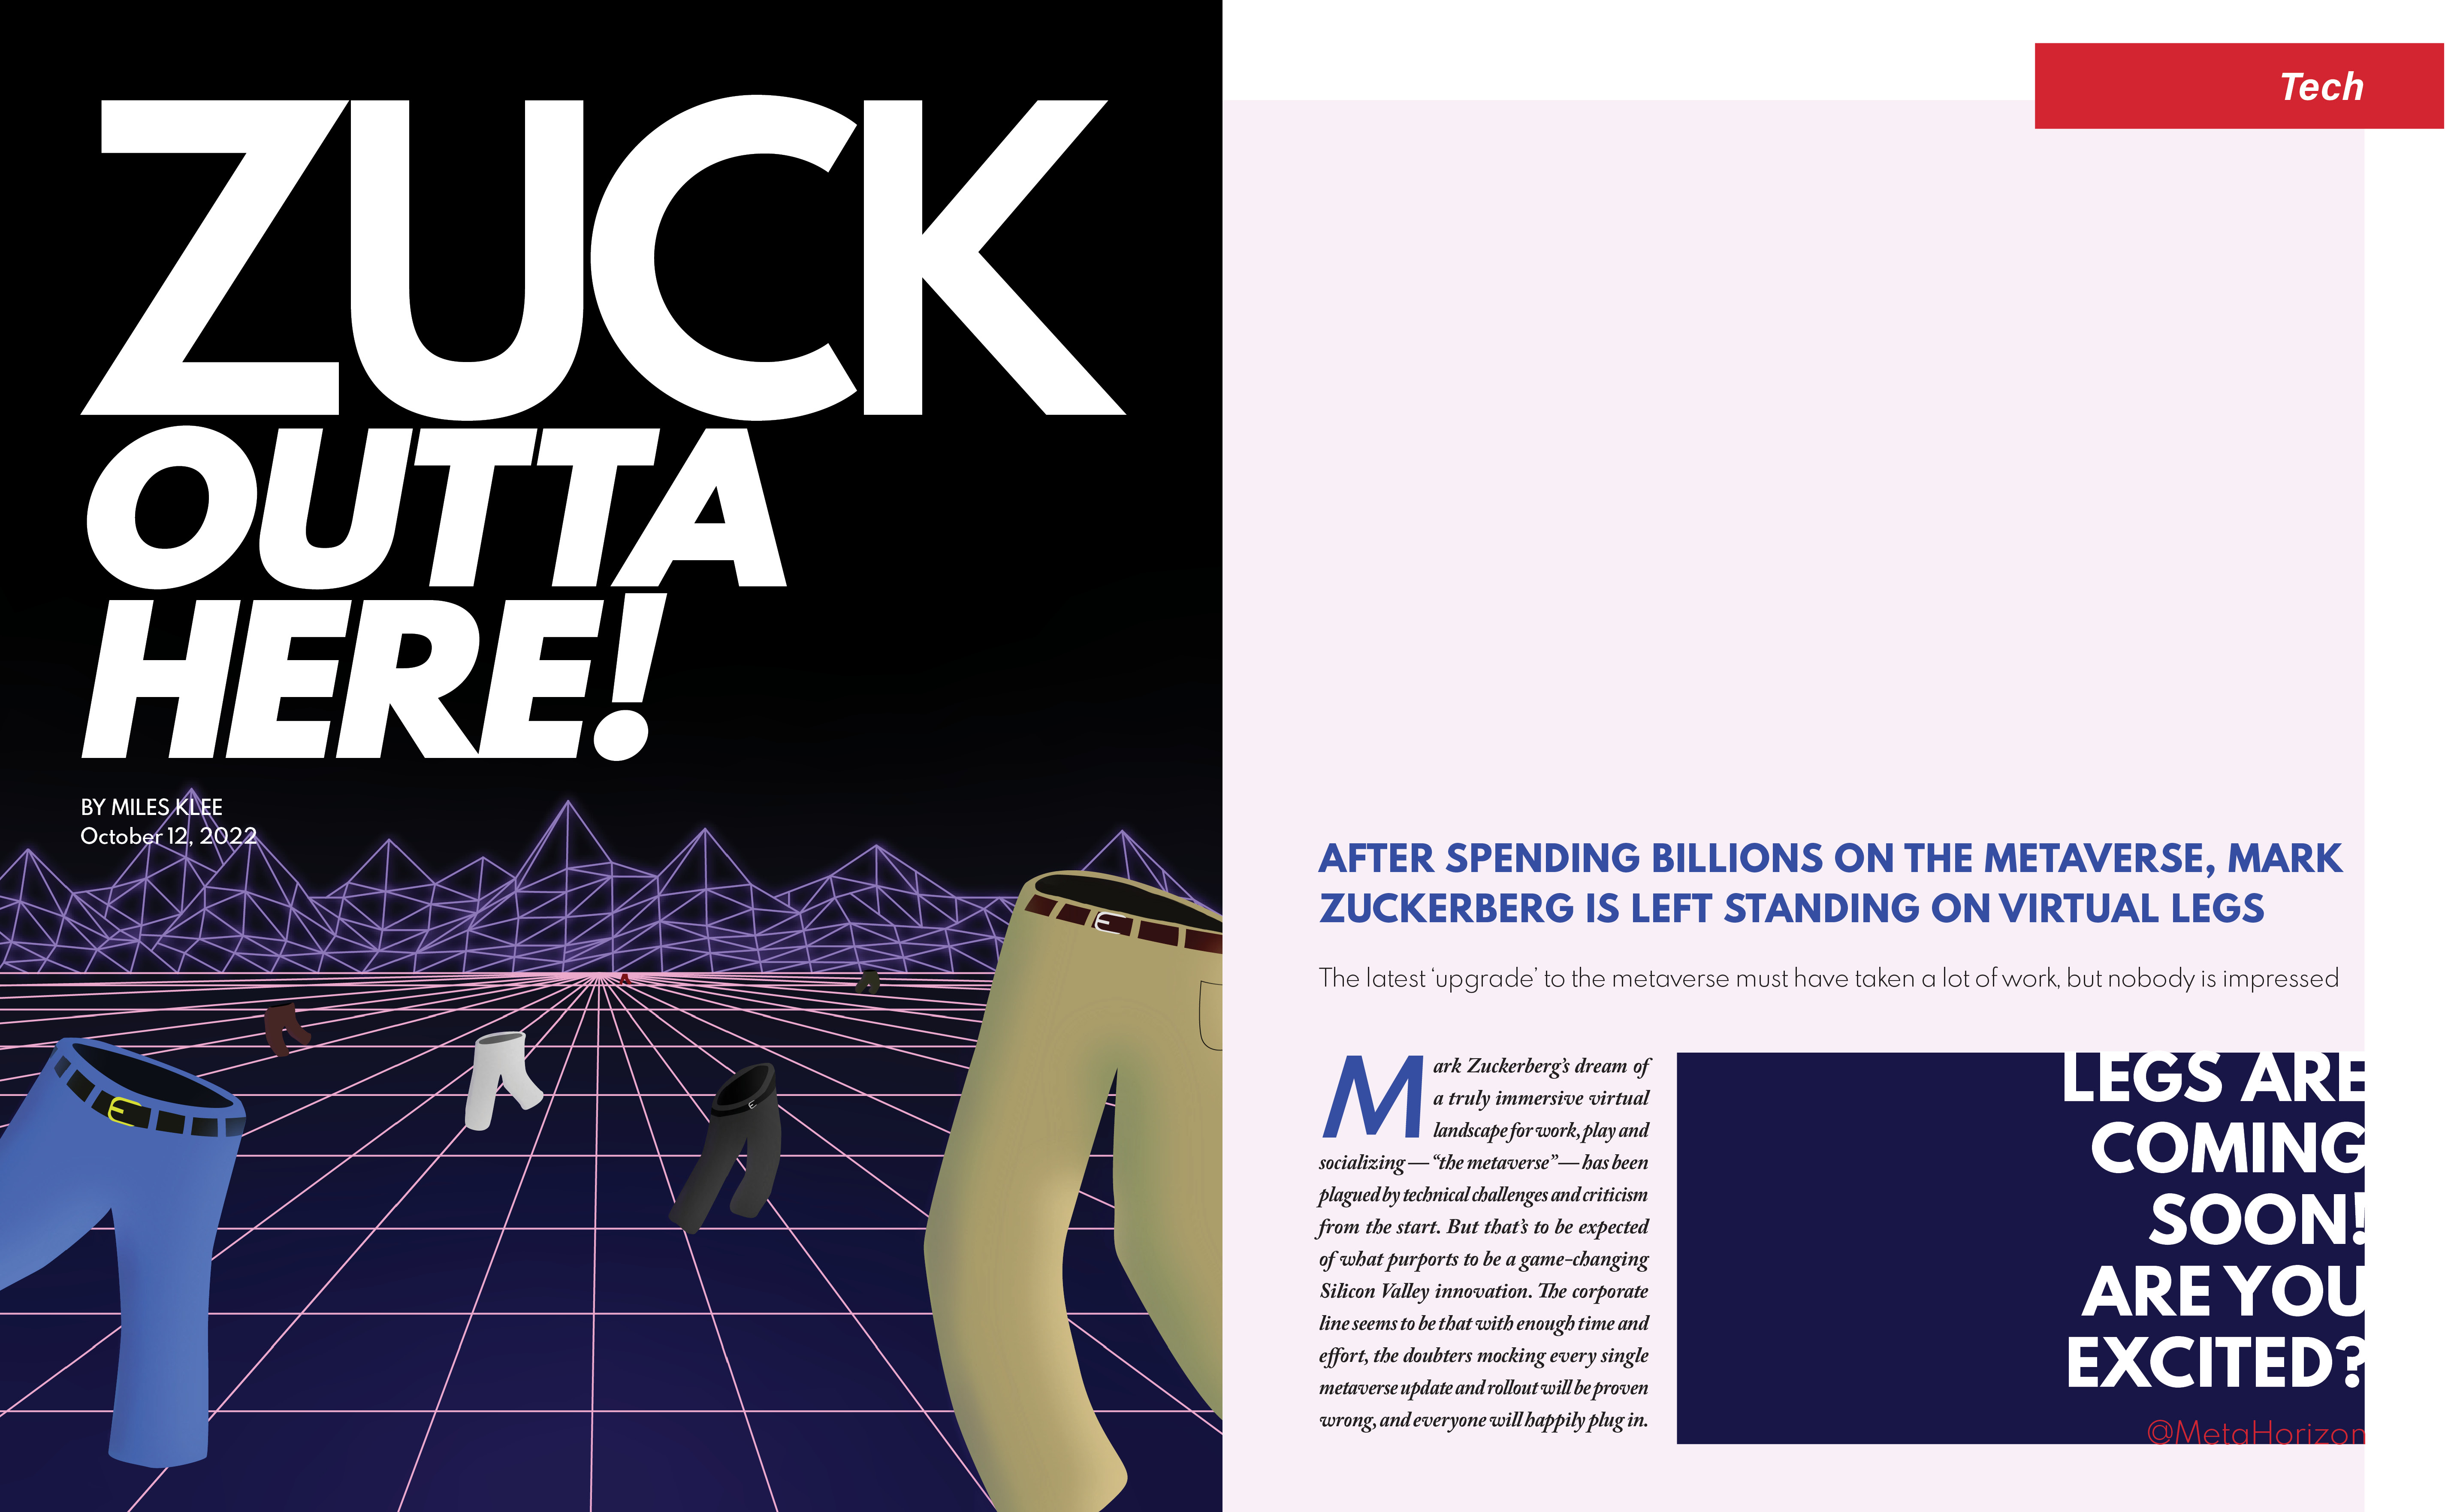 ZUCK
OUTTA
HERE!
BY MILES KLEE
October 12, 2022
Tech
AFTER SPENDING BILLIONS ON THE METAVERSE, MARK
ZUCKERBERG IS LEFT STANDING ON VIRTUAL LEGS
The latest ‘upgrade’ to the metaverse must have taken a lot of work, but nobody is impressed
Mark Zuckerberg’s dream of
a truly immersive virtual
landscape for work, play and
socializing — “the metaverse” — has been
plagued by technical challenges and criticism
from the start. But that’s to be expected
of what purports to be a game-changing
Silicon Valley innovation. The corporate
line seems to be that with enough time and
effort, the doubters mocking every single
metaverse update and rollout will be proven
wrong, and everyone will happily plug in.
LEGS ARE
COMING
SOON!
ARE YOU
EXCITED?
@MetaHorizon